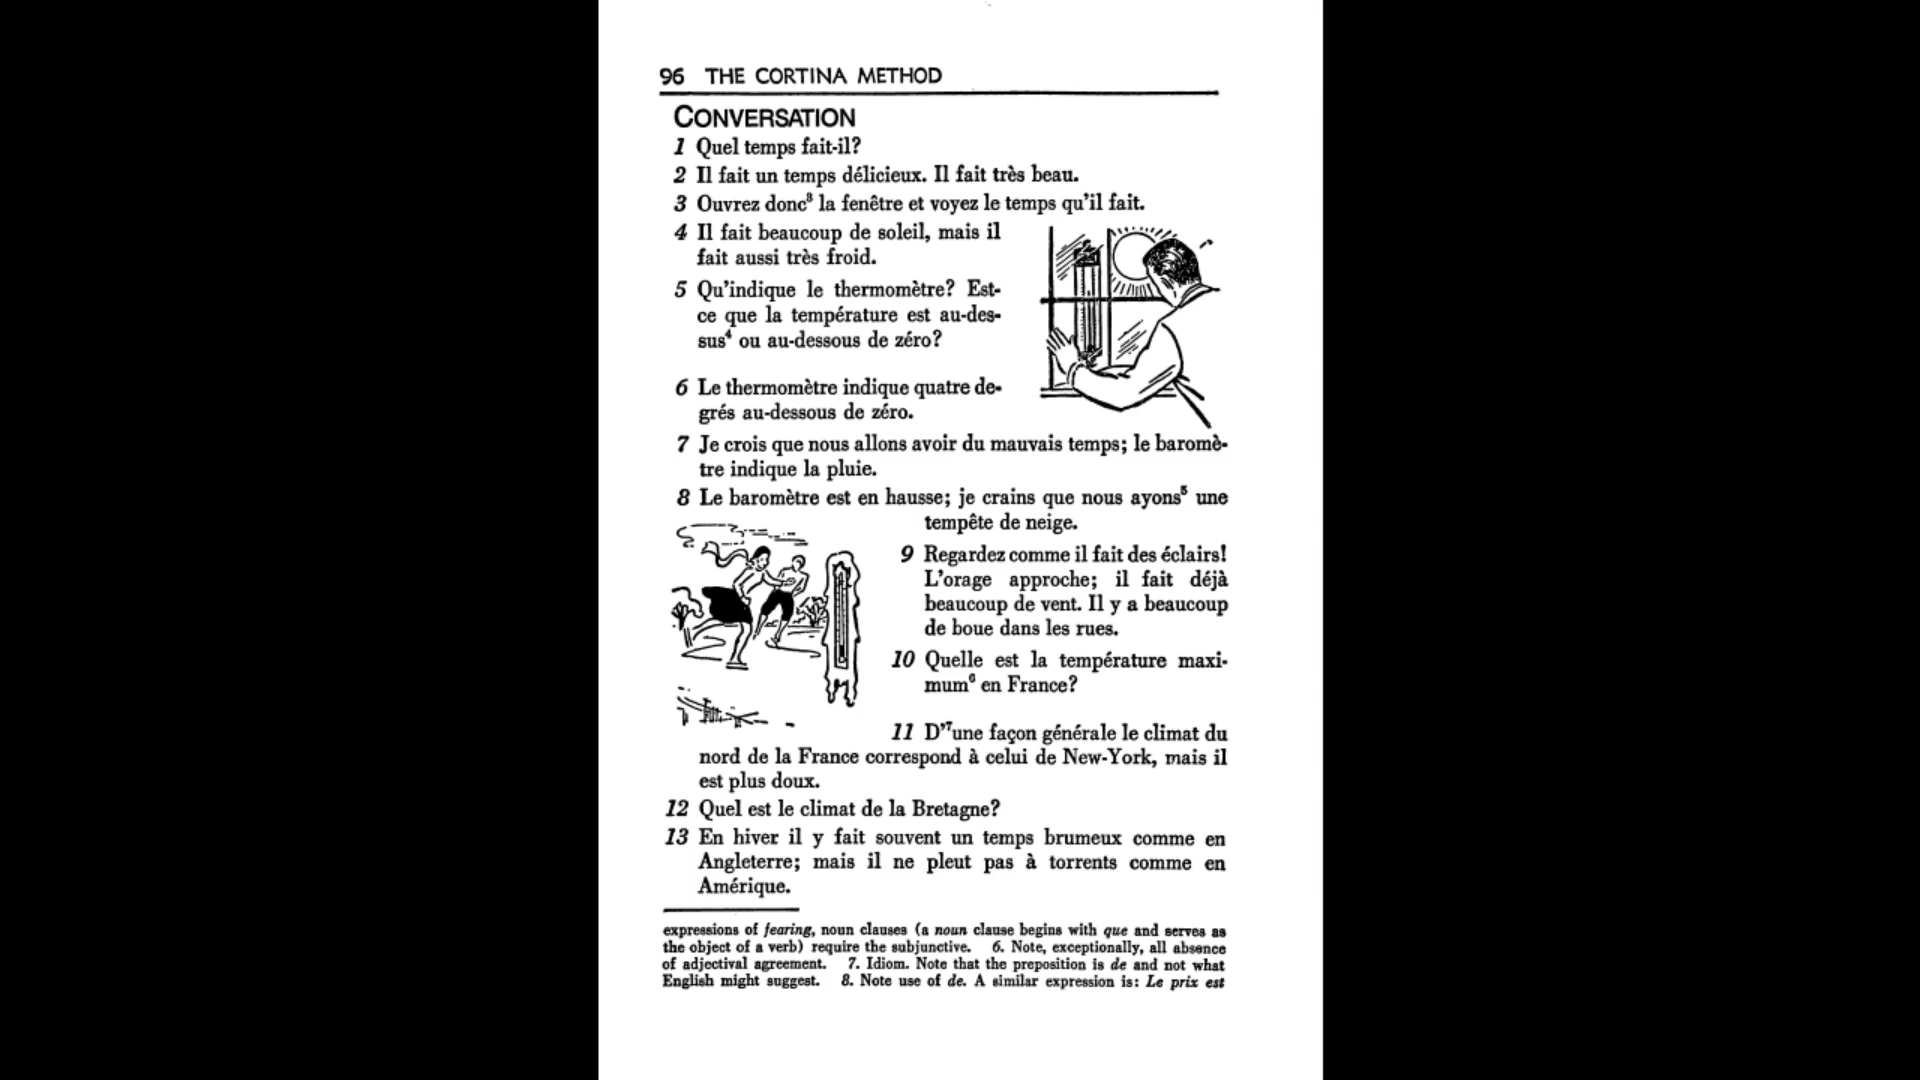 96 THE CORTINA METHOD
CONVERSATION
1 Quel temps fait-il?
2 Il fait un temps délicieux. Il fait très beau.
3 Ouvrez donc³ la fenêtre et voyez le temps qu'il fait.
4 Il fait beaucoup de soleil, mais il
fait aussi très froid.
5 Qu'indique le thermomètre? Est-
ce que la température est au-des-
sus⁴ ou au-dessous de zéro?
6 Le thermomètre indique quatre de-
grés au-dessous de zéro.
7 Je crois que nous allons avoir du mauvais temps; le baromè-
tre indique la pluie.
8 Le baromètre est en hausse; je crains que nous ayons⁵ une
tempête de neige.
9 Regardez comme il fait des éclairs!
L'orage approche; il fait déjà
beaucoup de vent. Il y a beaucoup
de boue dans les rues.
10 Quelle est la température maxi-
mum⁶ en France?
11 D'⁷une façon générale le climat du
nord de la France correspond à celui de New-York, mais il
est plus doux.
12 Quel est le climat de la Bretagne?
13 En hiver il y fait souvent un temps brumeux comme en
Angleterre; mais il ne pleut pas à torrents comme en
Amérique.
expressions of fearing, noun clauses (a noun clause begins with que and serves as
the object of a verb) require the subjunctive. 6. Note, exceptionally, all absence
of adjectival agreement. 7. Idiom. Note that the preposition is de and not what
English might suggest. 8. Note use of de. A similar expression is: Le prix est